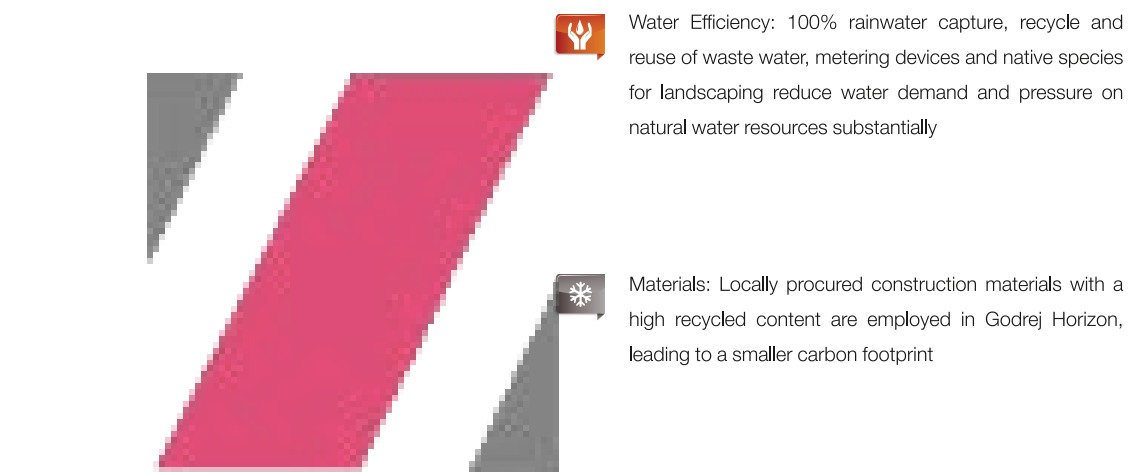 Water Efficiency: 100% rainwater capture, recycle and
reuse of waste water, metering devices and native species
for landscaping reduce water demand and pressure on
natural water resources substantially
Materials: Locally procured construction materials with a
high recycled content are employed in Godrej Horizon,
leading to a smaller carbon footprint